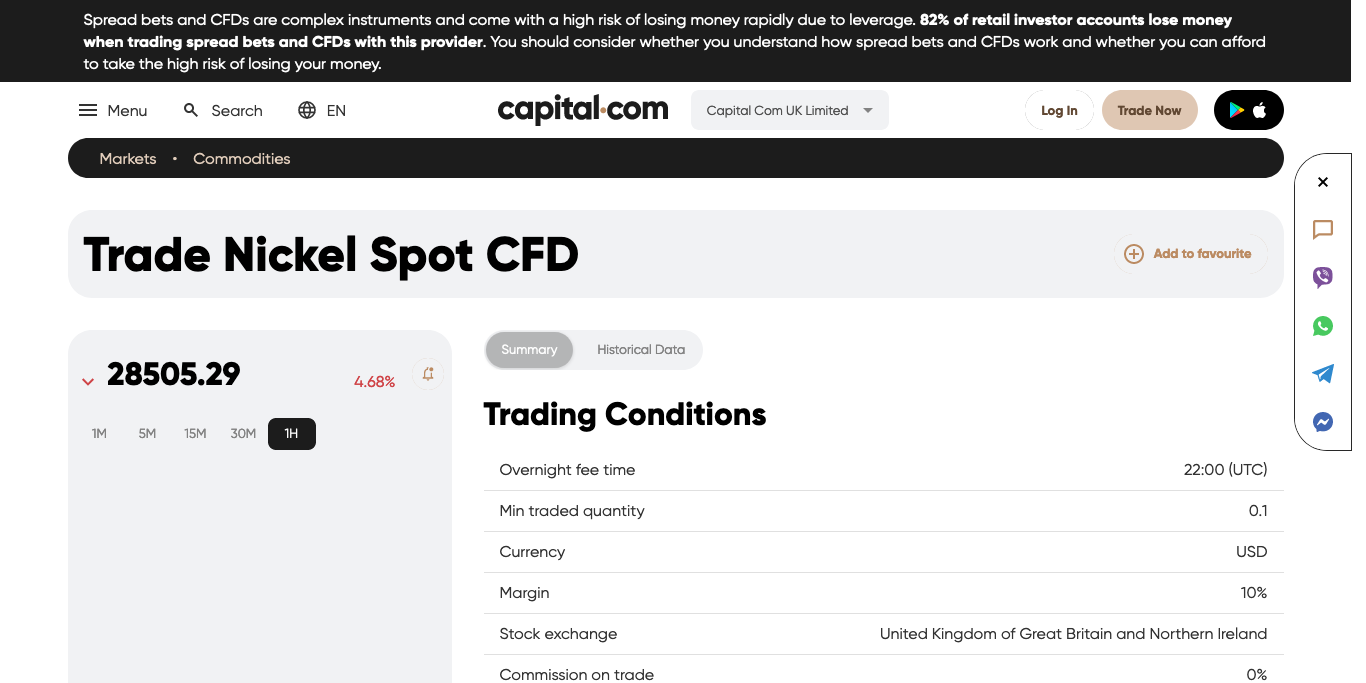 Spread bets and CFDs are complex instruments and come with a high risk of losing money rapidly due to leverage. 82% of retail investor accounts lose money
when trading spread bets and CFDs with this provider. You should consider whether you understand how spread bets and CFDs work and whether you can afford
to take the high risk of losing your money.
Menu
Search
EN
capital.com
Capital Com UK Limited
Log In
Trade Now
Markets • Commodities
Trade Nickel Spot CFD
Add to favourite
28505.29
4.68%
1M 5M 15M 30M 1H
Summary
Historical Data
Trading Conditions
Overnight fee time 22:00 (UTC)
Min traded quantity 0.1
Currency USD
Margin 10%
Stock exchange United Kingdom of Great Britain and Northern Ireland
Commission on trade 0%